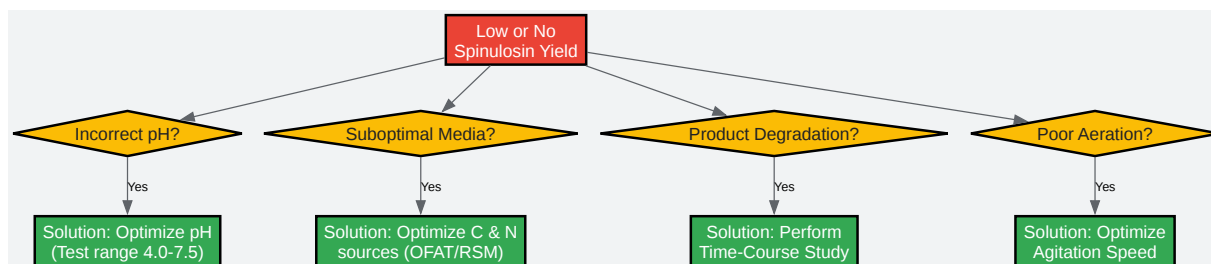 Low or No
Spinulosin Yield
Incorrect pH?
Suboptimal Media?
Product Degradation?
Poor Aeration?
Yes
Yes
Yes
Yes
Solution: Optimize pH
(Test range 4.0-7.5)
Solution: Optimize C & N
sources (OFAT/RSM)
Solution: Perform
Time-Course Study
Solution: Optimize
Agitation Speed